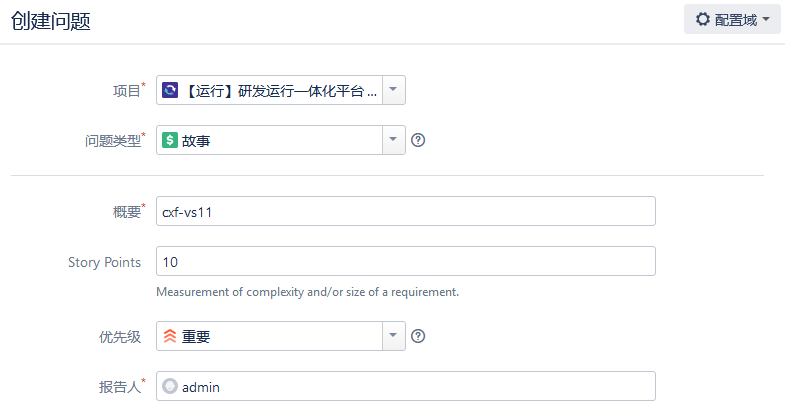 创建问题
配置域
项目*
【运行】研发运行一体化平台 ...
问题类型*
故事
概要*
cxf-vs11
Story Points
10
Measurement of complexity and/or size of a requirement.
优先级
重要
报告人*
admin